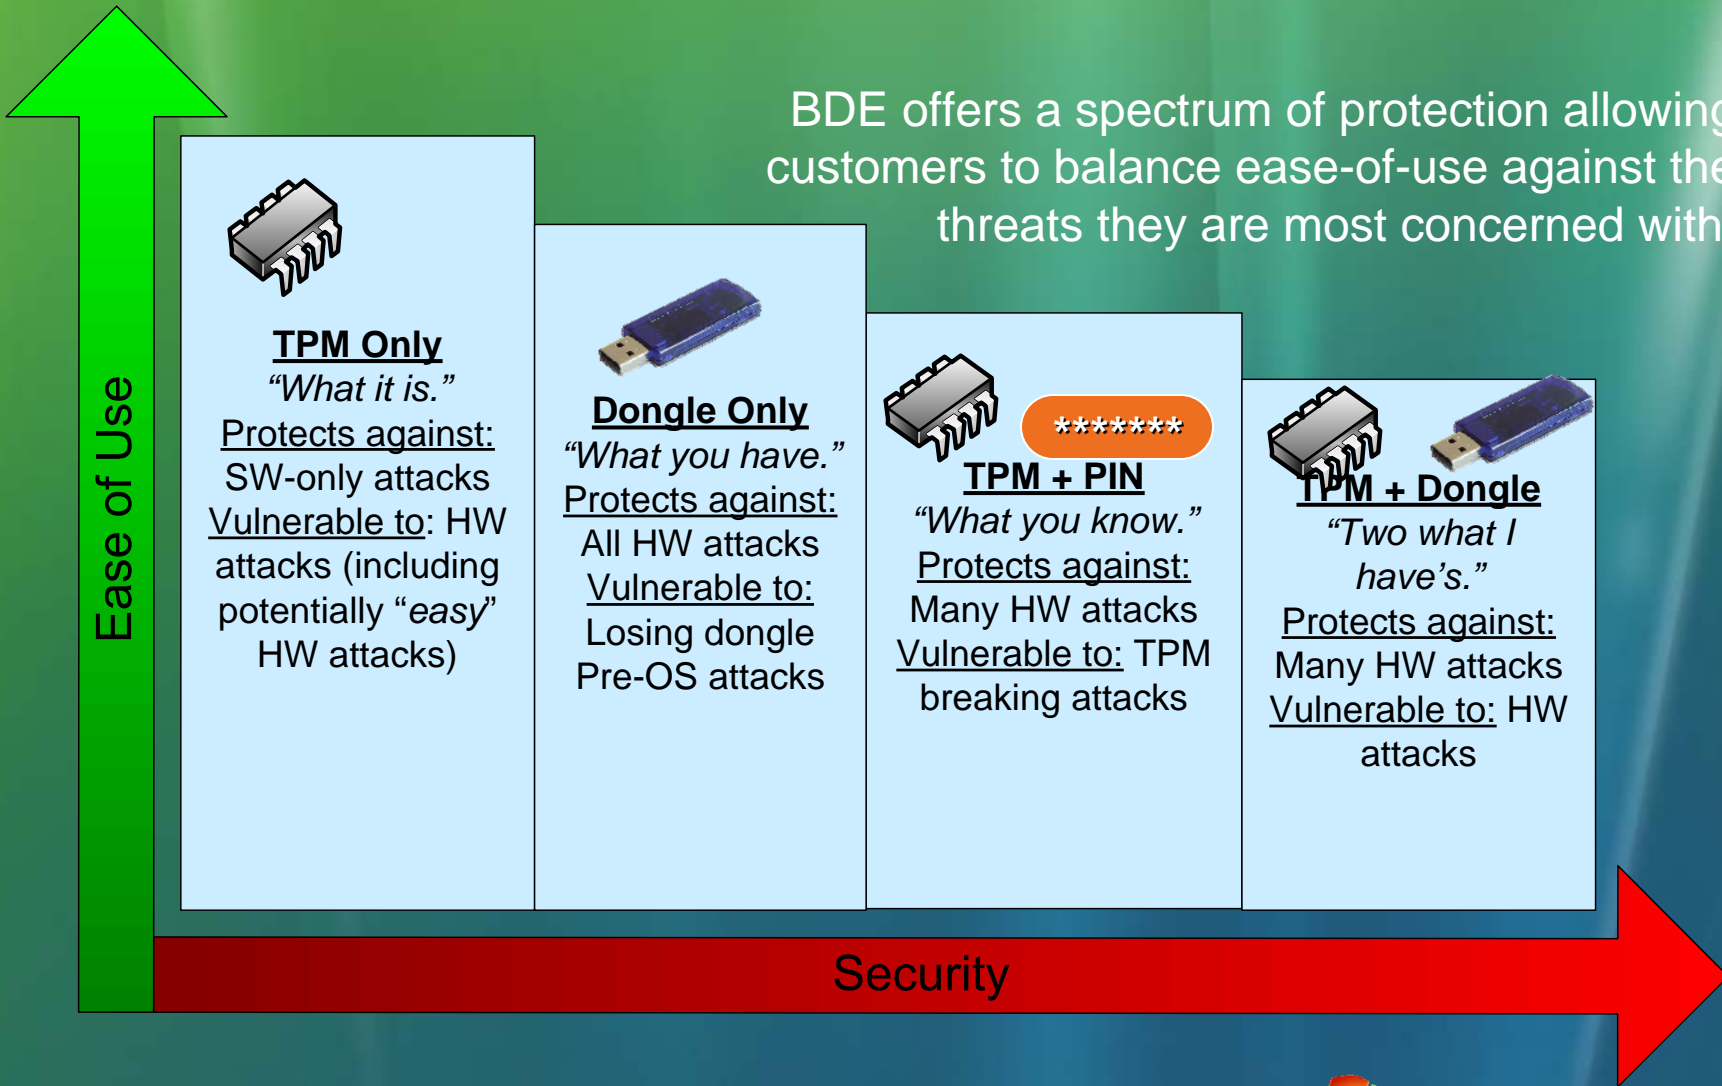 BDE offers a spectrum of protection allowing
customers to balance ease-of-use against the
threats they are most concerned with
Ease of Use
TPM Only
“What it is.”
Protects against:
SW-only attacks
Vulnerable to: HW
attacks (including
potentially “easy”
HW attacks)
Dongle Only
“What you have.”
Protects against:
All HW attacks
Vulnerable to:
Losing dongle
Pre-OS attacks
*******
TPM + PIN
“What you know.”
Protects against:
Many HW attacks
Vulnerable to: TPM
breaking attacks
TPM + Dongle
“Two what I
have’s.”
Protects against:
Many HW attacks
Vulnerable to: HW
attacks
Security